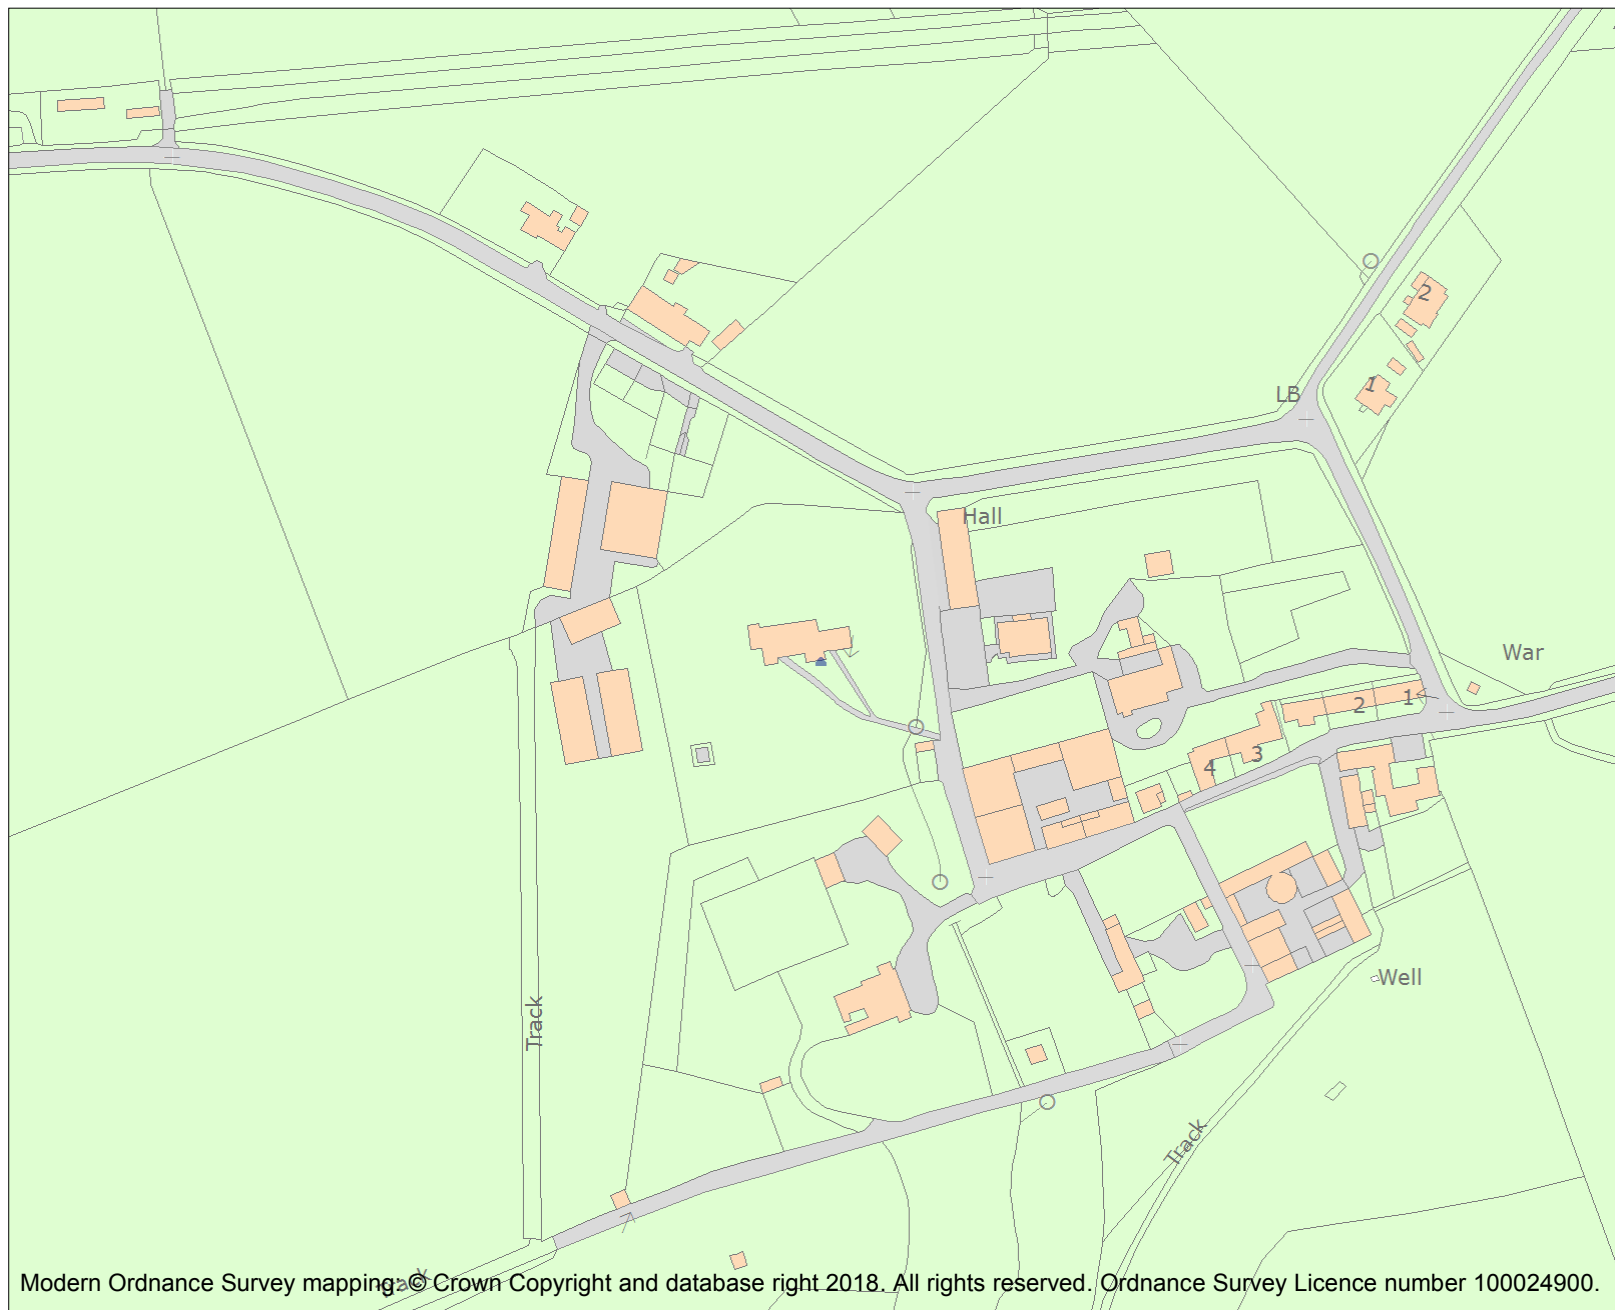 2
1
LB
Hall
War
1
2
3
4
Well
Track
Track
Track
Modern Ordnance Survey mapping: © Crown Copyright and database right 2018. All rights reserved. Ordnance Survey Licence number 100024900.